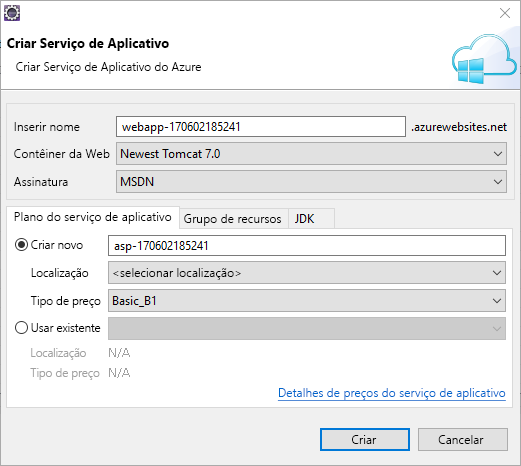 Criar Serviço de Aplicativo
Criar Serviço de Aplicativo do Azure
Inserir nome webapp-170602185241 .azurewebsites.net
Contêiner da Web Newest Tomcat 7.0
Assinatura MSDN
Plano do serviço de aplicativo Grupo de recursos JDK
Criar novo asp-170602185241
Localização <selecionar localização>
Tipo de preço Basic_B1
Usar existente
Localização N/A
Tipo de preço N/A
Detalhes de preços do serviço de aplicativo
Criar Cancelar